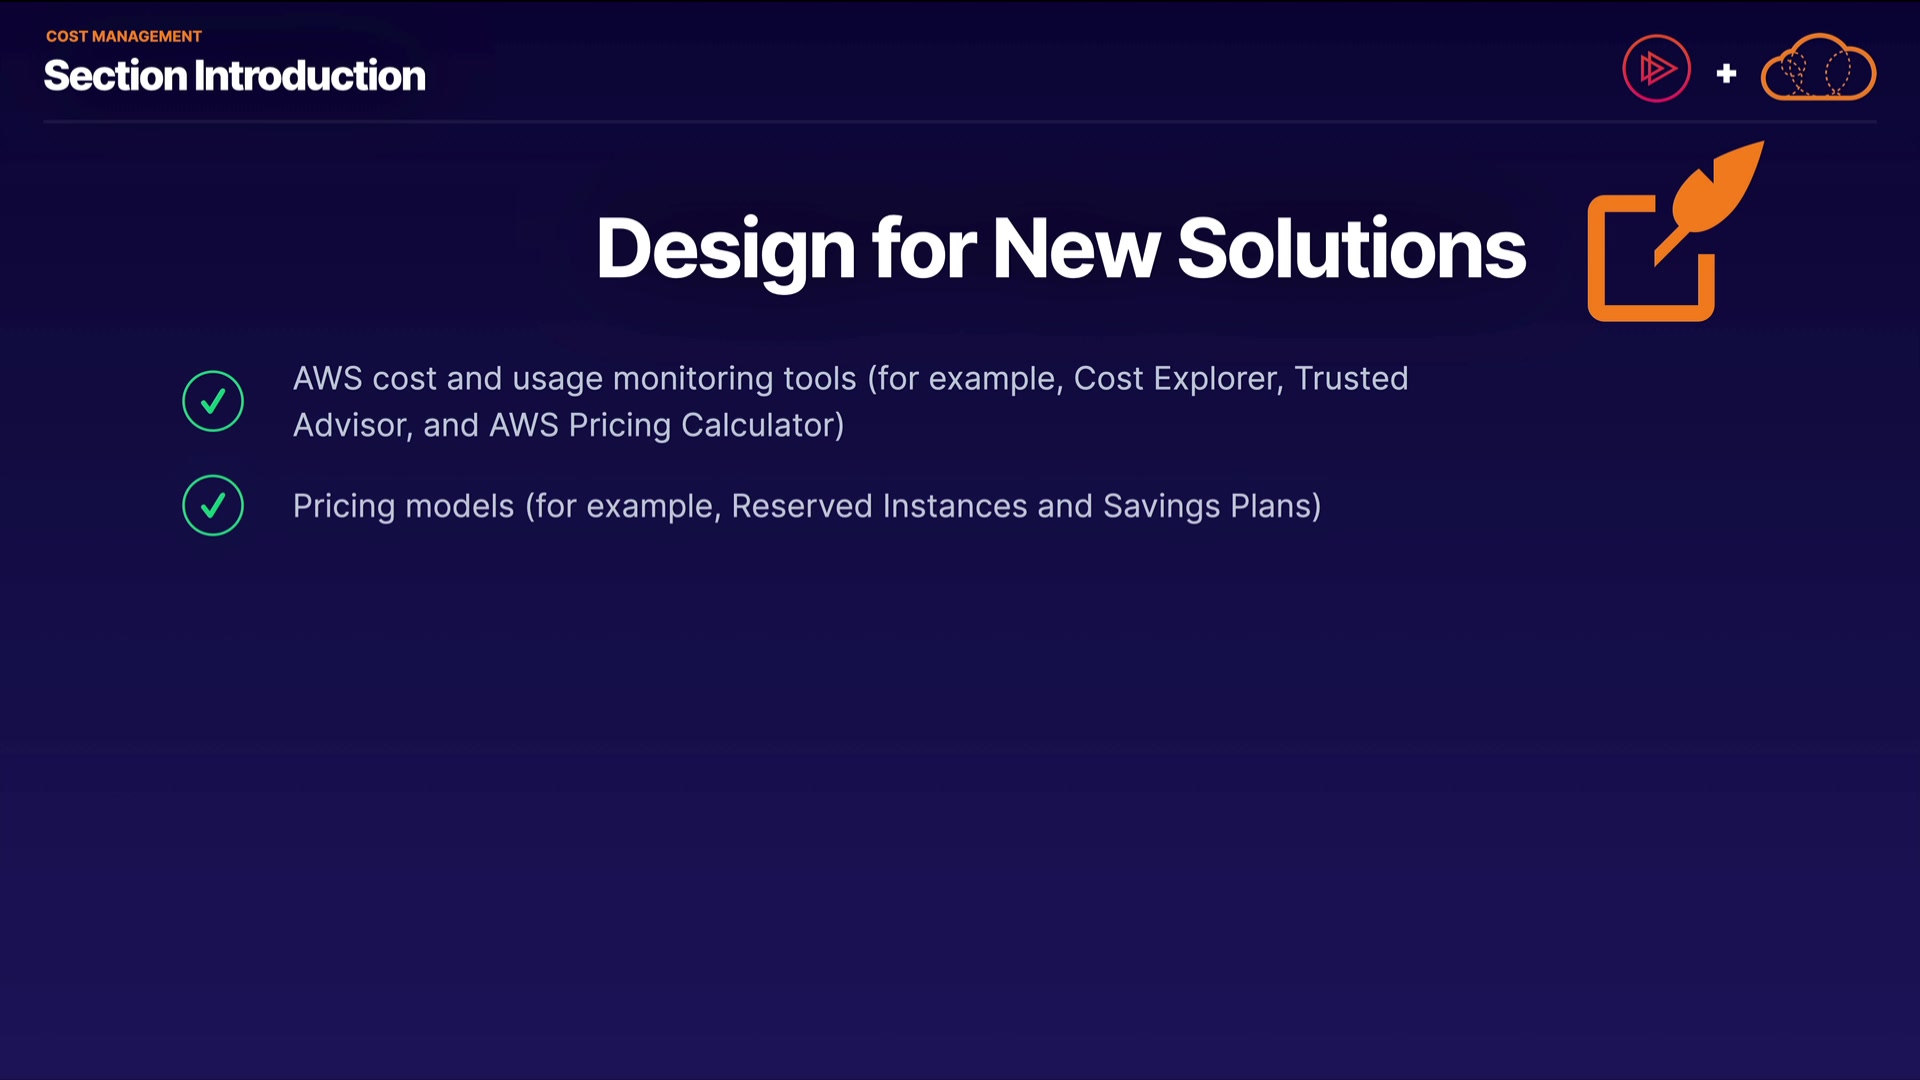 COST MANAGEMENT
Section Introduction
Design for New Solutions
AWS cost and usage monitoring tools (for example, Cost Explorer, Trusted
Advisor, and AWS Pricing Calculator)
Pricing models (for example, Reserved Instances and Savings Plans)